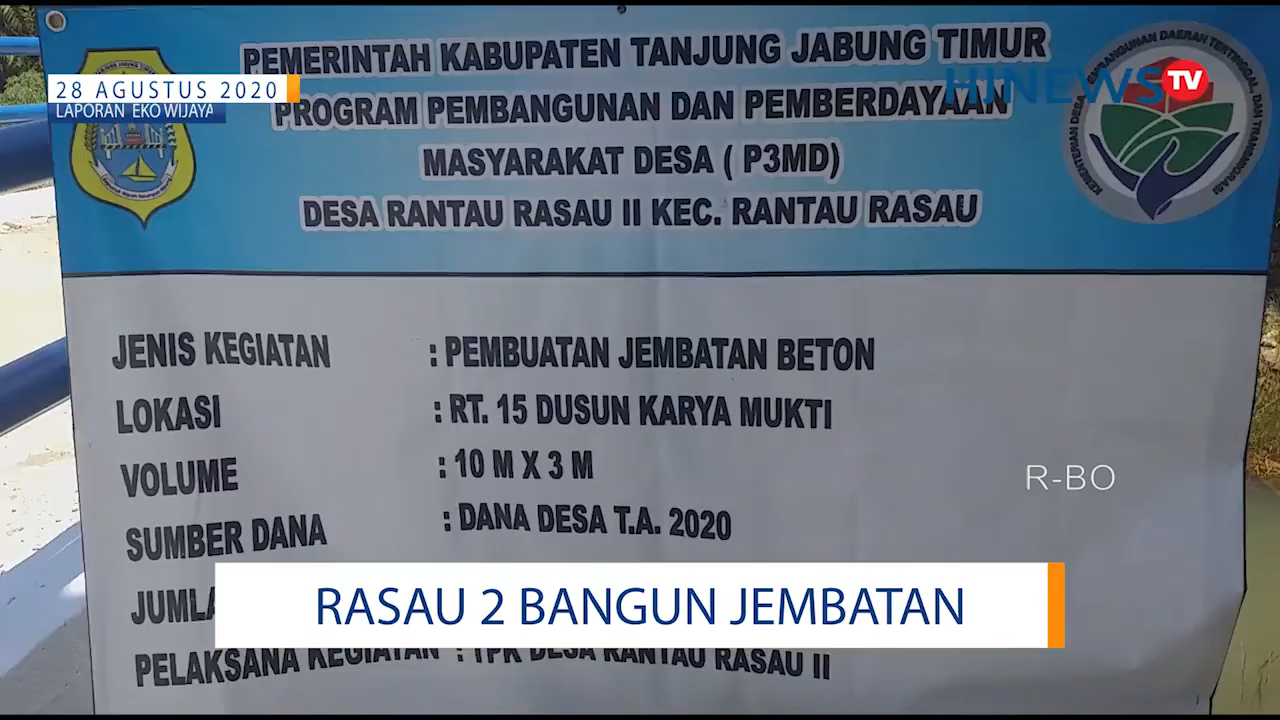 PEMERINTAH KABUPATEN TANJUNG JABUNG TIMUR
HJNEWS TV
28 AGUSTUS 2020
LAPORAN EKO WIJAYA
PROGRAM PEMBANGUNAN DAN PEMBERDAYAAN
MASYARAKAT DESA ( P3MD)
DESA RANTAU RASAU II KEC. RANTAU RASAU
JENIS KEGIATAN : PEMBUATAN JEMBATAN BETON
LOKASI : RT. 15 DUSUN KARYA MUKTI
VOLUME : 10 M X 3 M
R-BO
SUMBER DANA : DANA DESA T.A. 2020
RASAU 2 BANGUN JEMBATAN
PELAKSANA KEGIATAN : TPK DESA RANTAU RASAU II